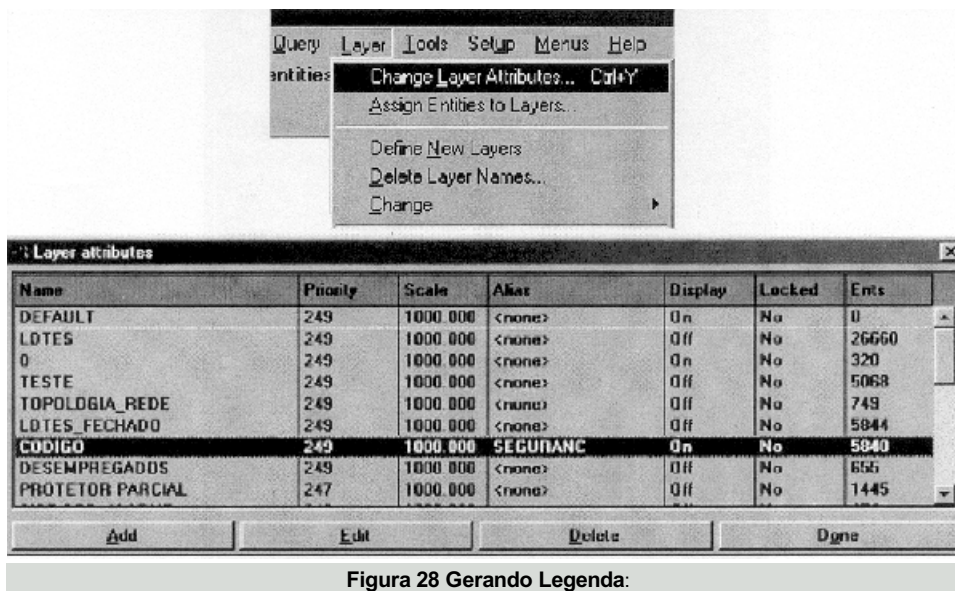 Query Layer Tools Setup Menus Help
entities
Change Layer Attributes... Ctrl+Y
Assign Entities to Layers...
Define New Layers
Delete Layer Names...
Change
Layer attributes
Name Priority Scale Alias Display Locked Ents
DEFAULT 249 1000.000 <none> On No 0
LOTES 249 1000.000 <none> Off No 26660
0 249 1000.000 <none> On No 320
TESTE 249 1000.000 <none> Off No 5068
TOPOLOGIA_REDE 249 1000.000 <none> Off No 749
LOTES_FECHADO 249 1000.000 <none> Off No 5844
CODIGO 249 1000.000 SEGURANC On No 5840
DESEMPREGADOS 249 1000.000 <none> Off No 655
PROTETOR PARCIAL 247 1000.000 <none> Off No 1445
Add Edit Delete Done
Figura 28 Gerando Legenda: